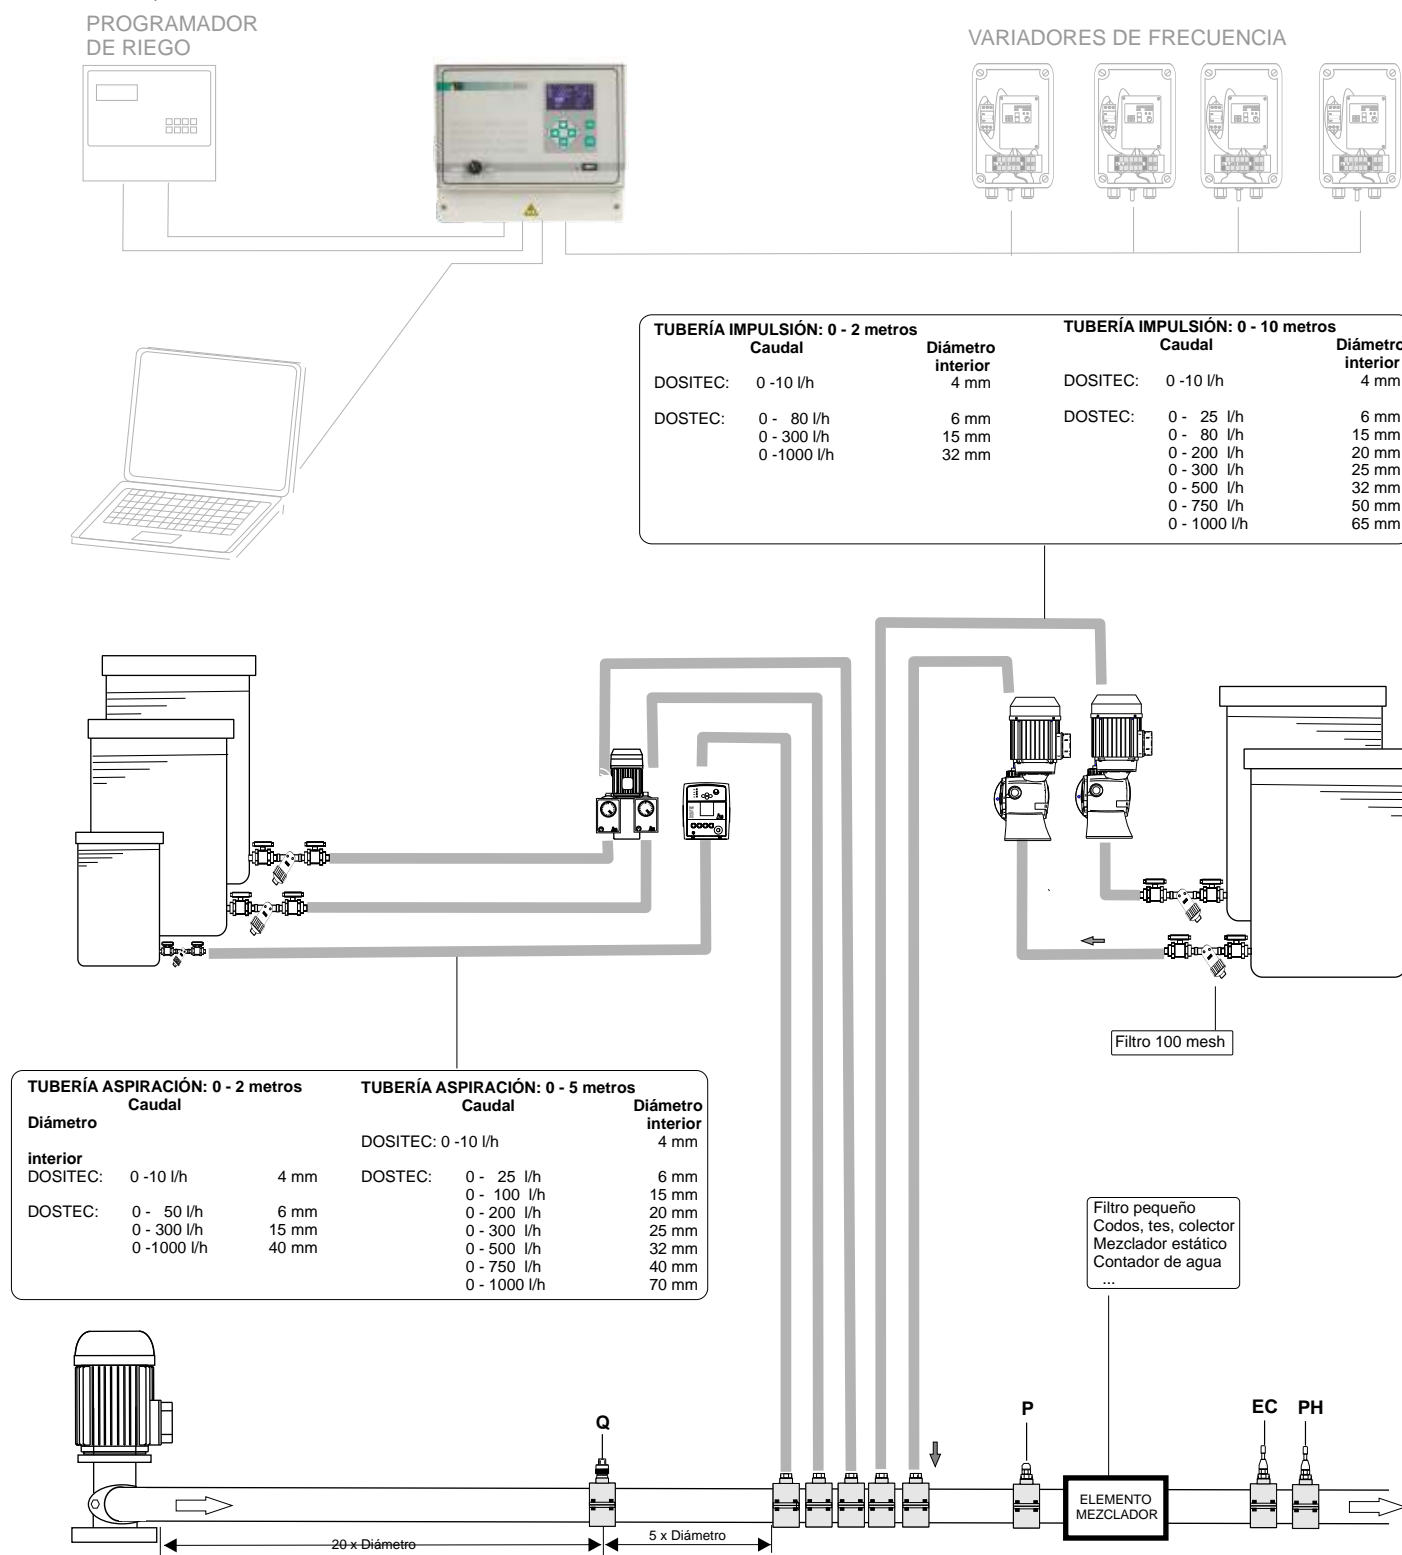 PROGRAMADOR
DE RIEGO
VARIADORES DE FRECUENCIA
TUBERÍA IMPULSIÓN: 0 - 2 metros
Caudal Diámetro
interior
DOSITEC: 0 -10 l/h 4 mm
DOSTEC: 0 - 80 l/h 6 mm
0 - 300 l/h 15 mm
0 -1000 l/h 32 mm
TUBERÍA IMPULSIÓN: 0 - 10 metros
Caudal Diámetro
interior
DOSITEC: 0 -10 l/h 4 mm
DOSTEC: 0 - 25 l/h 6 mm
0 - 80 l/h 15 mm
0 - 200 l/h 20 mm
0 - 300 l/h 25 mm
0 - 500 l/h 32 mm
0 - 750 l/h 50 mm
0 - 1000 l/h 65 mm
Filtro 100 mesh
TUBERÍA ASPIRACIÓN: 0 - 2 metros
Caudal
Diámetro
interior
DOSITEC: 0 -10 l/h 4 mm
DOSTEC: 0 - 50 l/h 6 mm
0 - 300 l/h 15 mm
0 -1000 l/h 40 mm
TUBERÍA ASPIRACIÓN: 0 - 5 metros
Caudal Diámetro
interior
DOSITEC: 0 -10 l/h 4 mm
DOSTEC: 0 - 25 l/h 6 mm
0 - 100 l/h 15 mm
0 - 200 l/h 20 mm
0 - 300 l/h 25 mm
0 - 500 l/h 32 mm
0 - 750 l/h 40 mm
0 - 1000 l/h 70 mm
Filtro pequeño
Codos, tes, colector
Mezclador estático
Contador de agua
...
Q
P
EC PH
ELEMENTO
MEZCLADOR
20 x Diámetro
5 x Diámetro